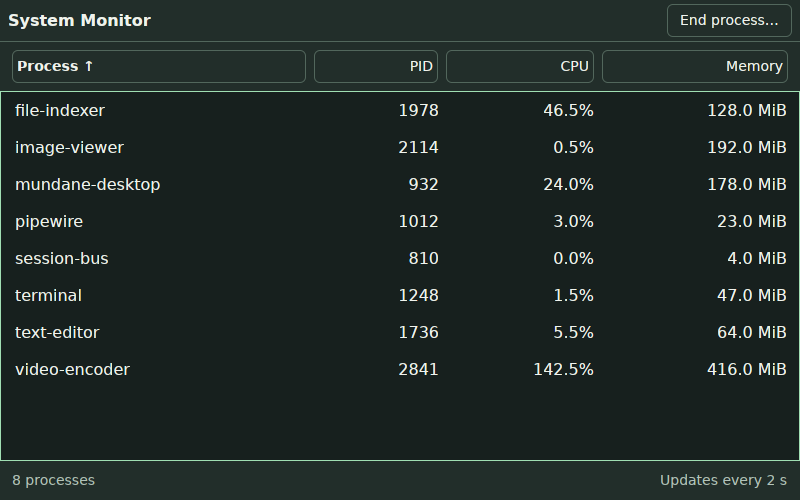 System Monitor End process...
Process ↑ PID CPU Memory
file-indexer 1978 46.5% 128.0 MiB
image-viewer 2114 0.5% 192.0 MiB
mundane-desktop 932 24.0% 178.0 MiB
pipewire 1012 3.0% 23.0 MiB
session-bus 810 0.0% 4.0 MiB
terminal 1248 1.5% 47.0 MiB
text-editor 1736 5.5% 64.0 MiB
video-encoder 2841 142.5% 416.0 MiB
8 processes Updates every 2 s